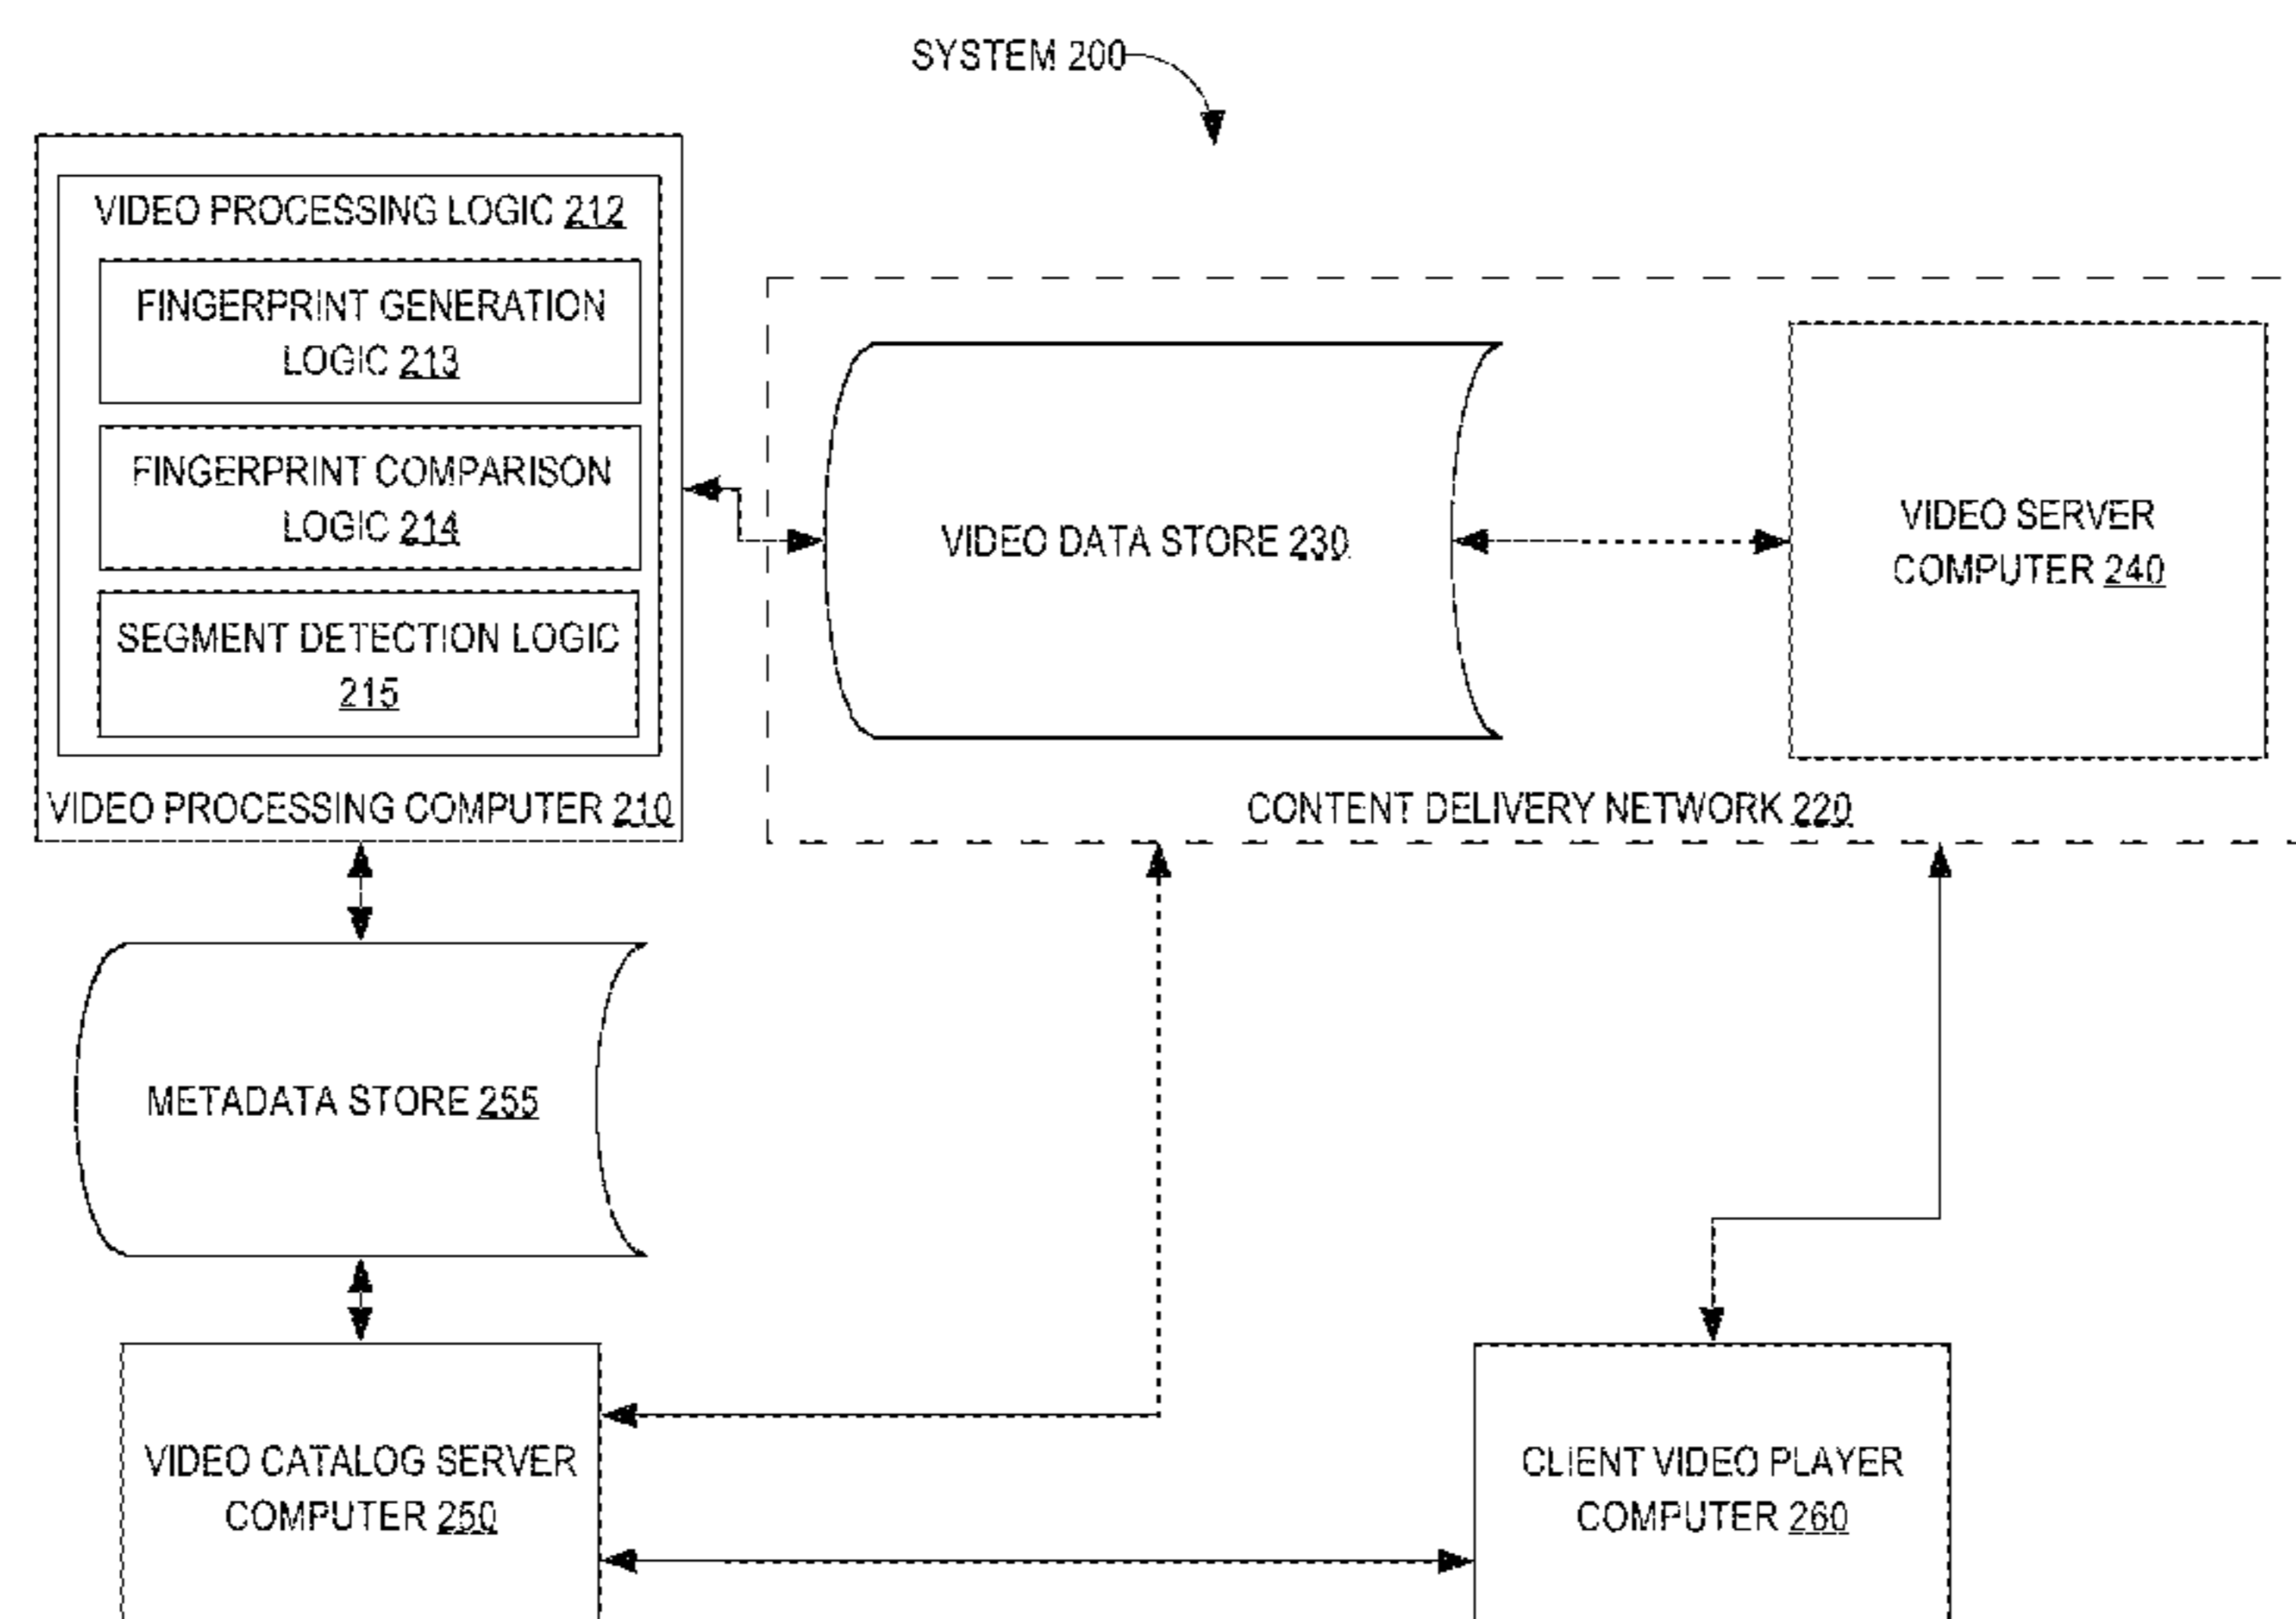 SYSTEM 200
VIDEO PROCESSING LOGIC 212
FINGERPRINT GENERATION
LOGIC 213
FINGERPRINT COMPARISON
LOGIC 214
SEGMENT DETECTION LOGIC
215
VIDEO PROCESSING COMPUTER 210
VIDEO DATA STORE 230
VIDEO SERVER
COMPUTER 240
CONTENT DELIVERY NETWORK 220
METADATA STORE 255
VIDEO CATALOG SERVER
COMPUTER 250
CLIENT VIDEO PLAYER
COMPUTER 260